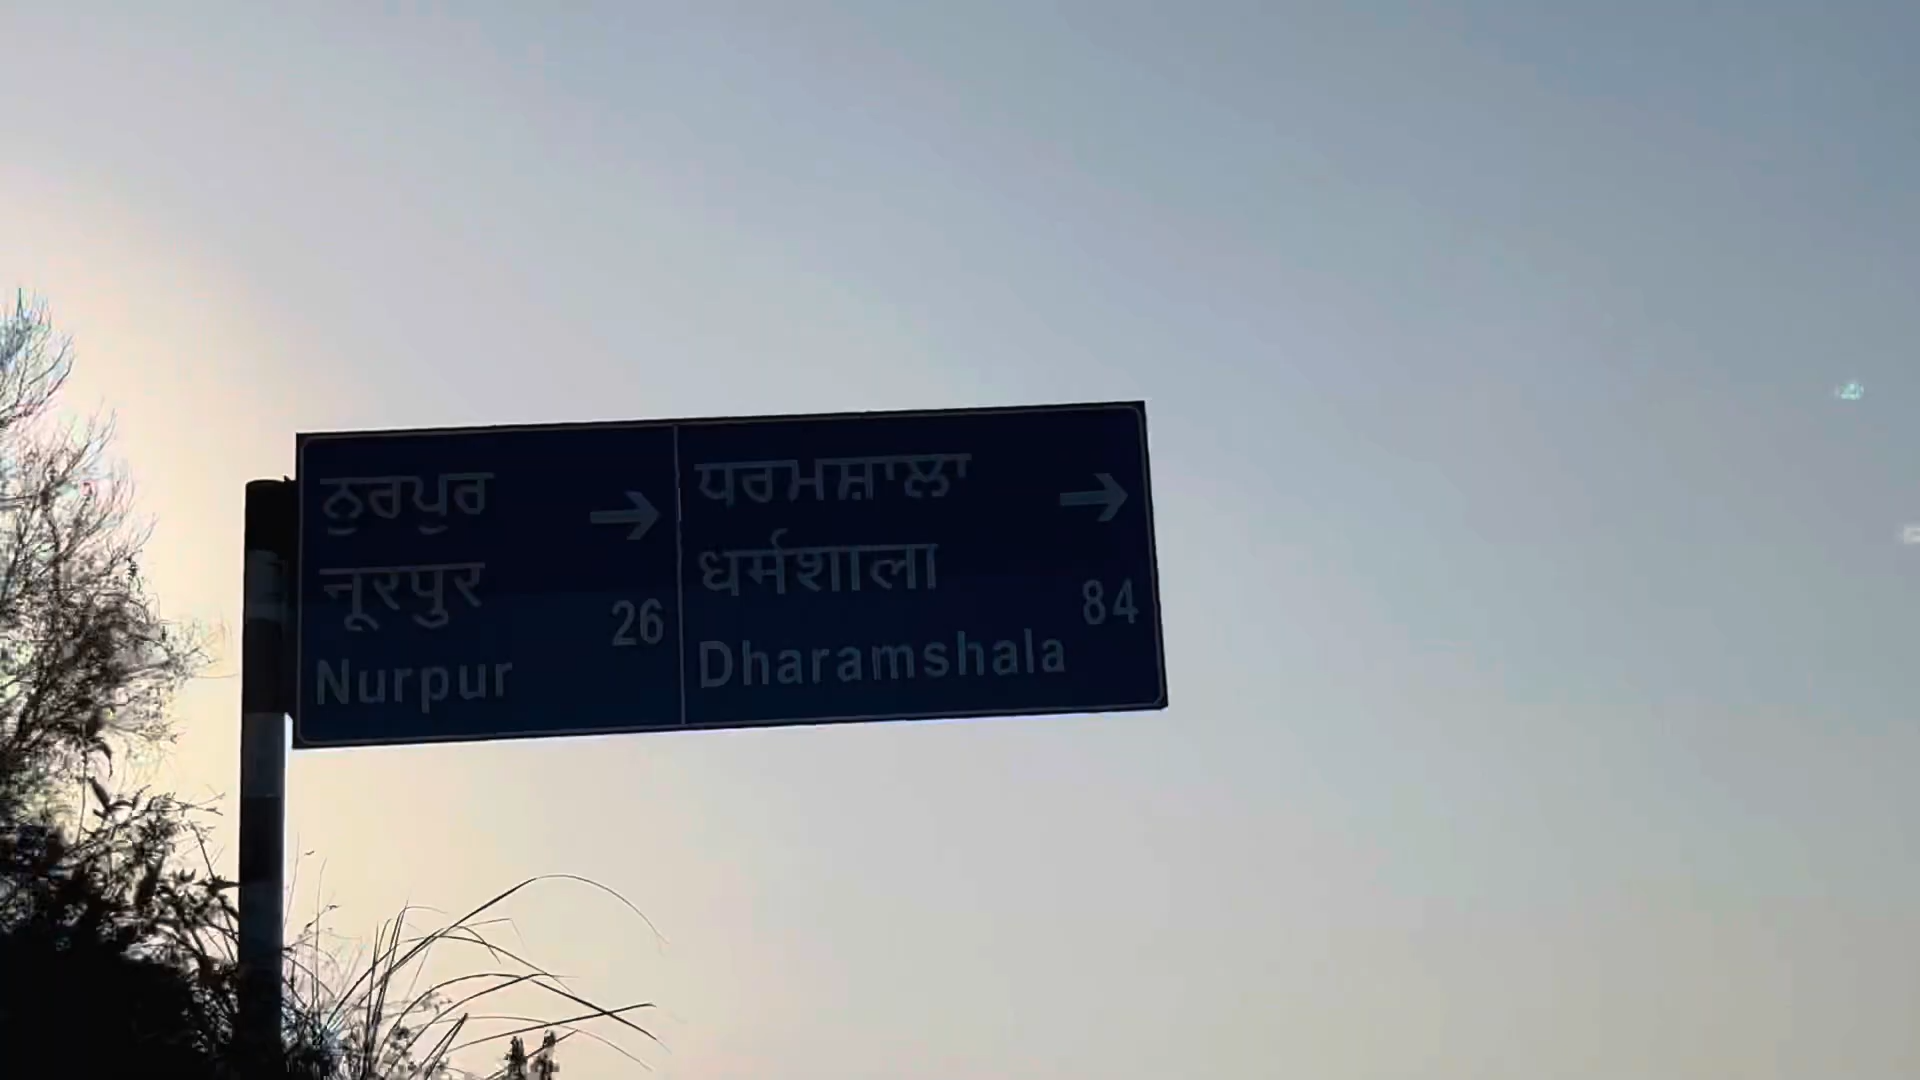 ਨੁਰਪੁਰ
नूरपुर
26
Nurpur
ਧਰਮਸ਼ਾਲਾ
धर्मशाला
84
Dharamshala